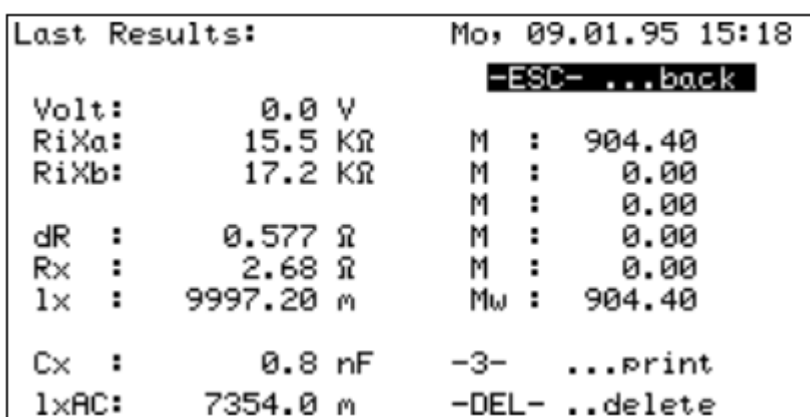 Last Results: Mo, 09.01.95 15:18
-ESC- ...back
Volt: 0.0 V
RiXa: 15.5 KΩ M : 904.40
RiXb: 17.2 KΩ M : 0.00
M : 0.00
dR : 0.577 Ω M : 0.00
Rx : 2.68 Ω M : 0.00
lx : 9997.20 m Mw : 904.40
Cx : 0.8 nF -3- ...print
lxAC: 7354.0 m -DEL- ..delete